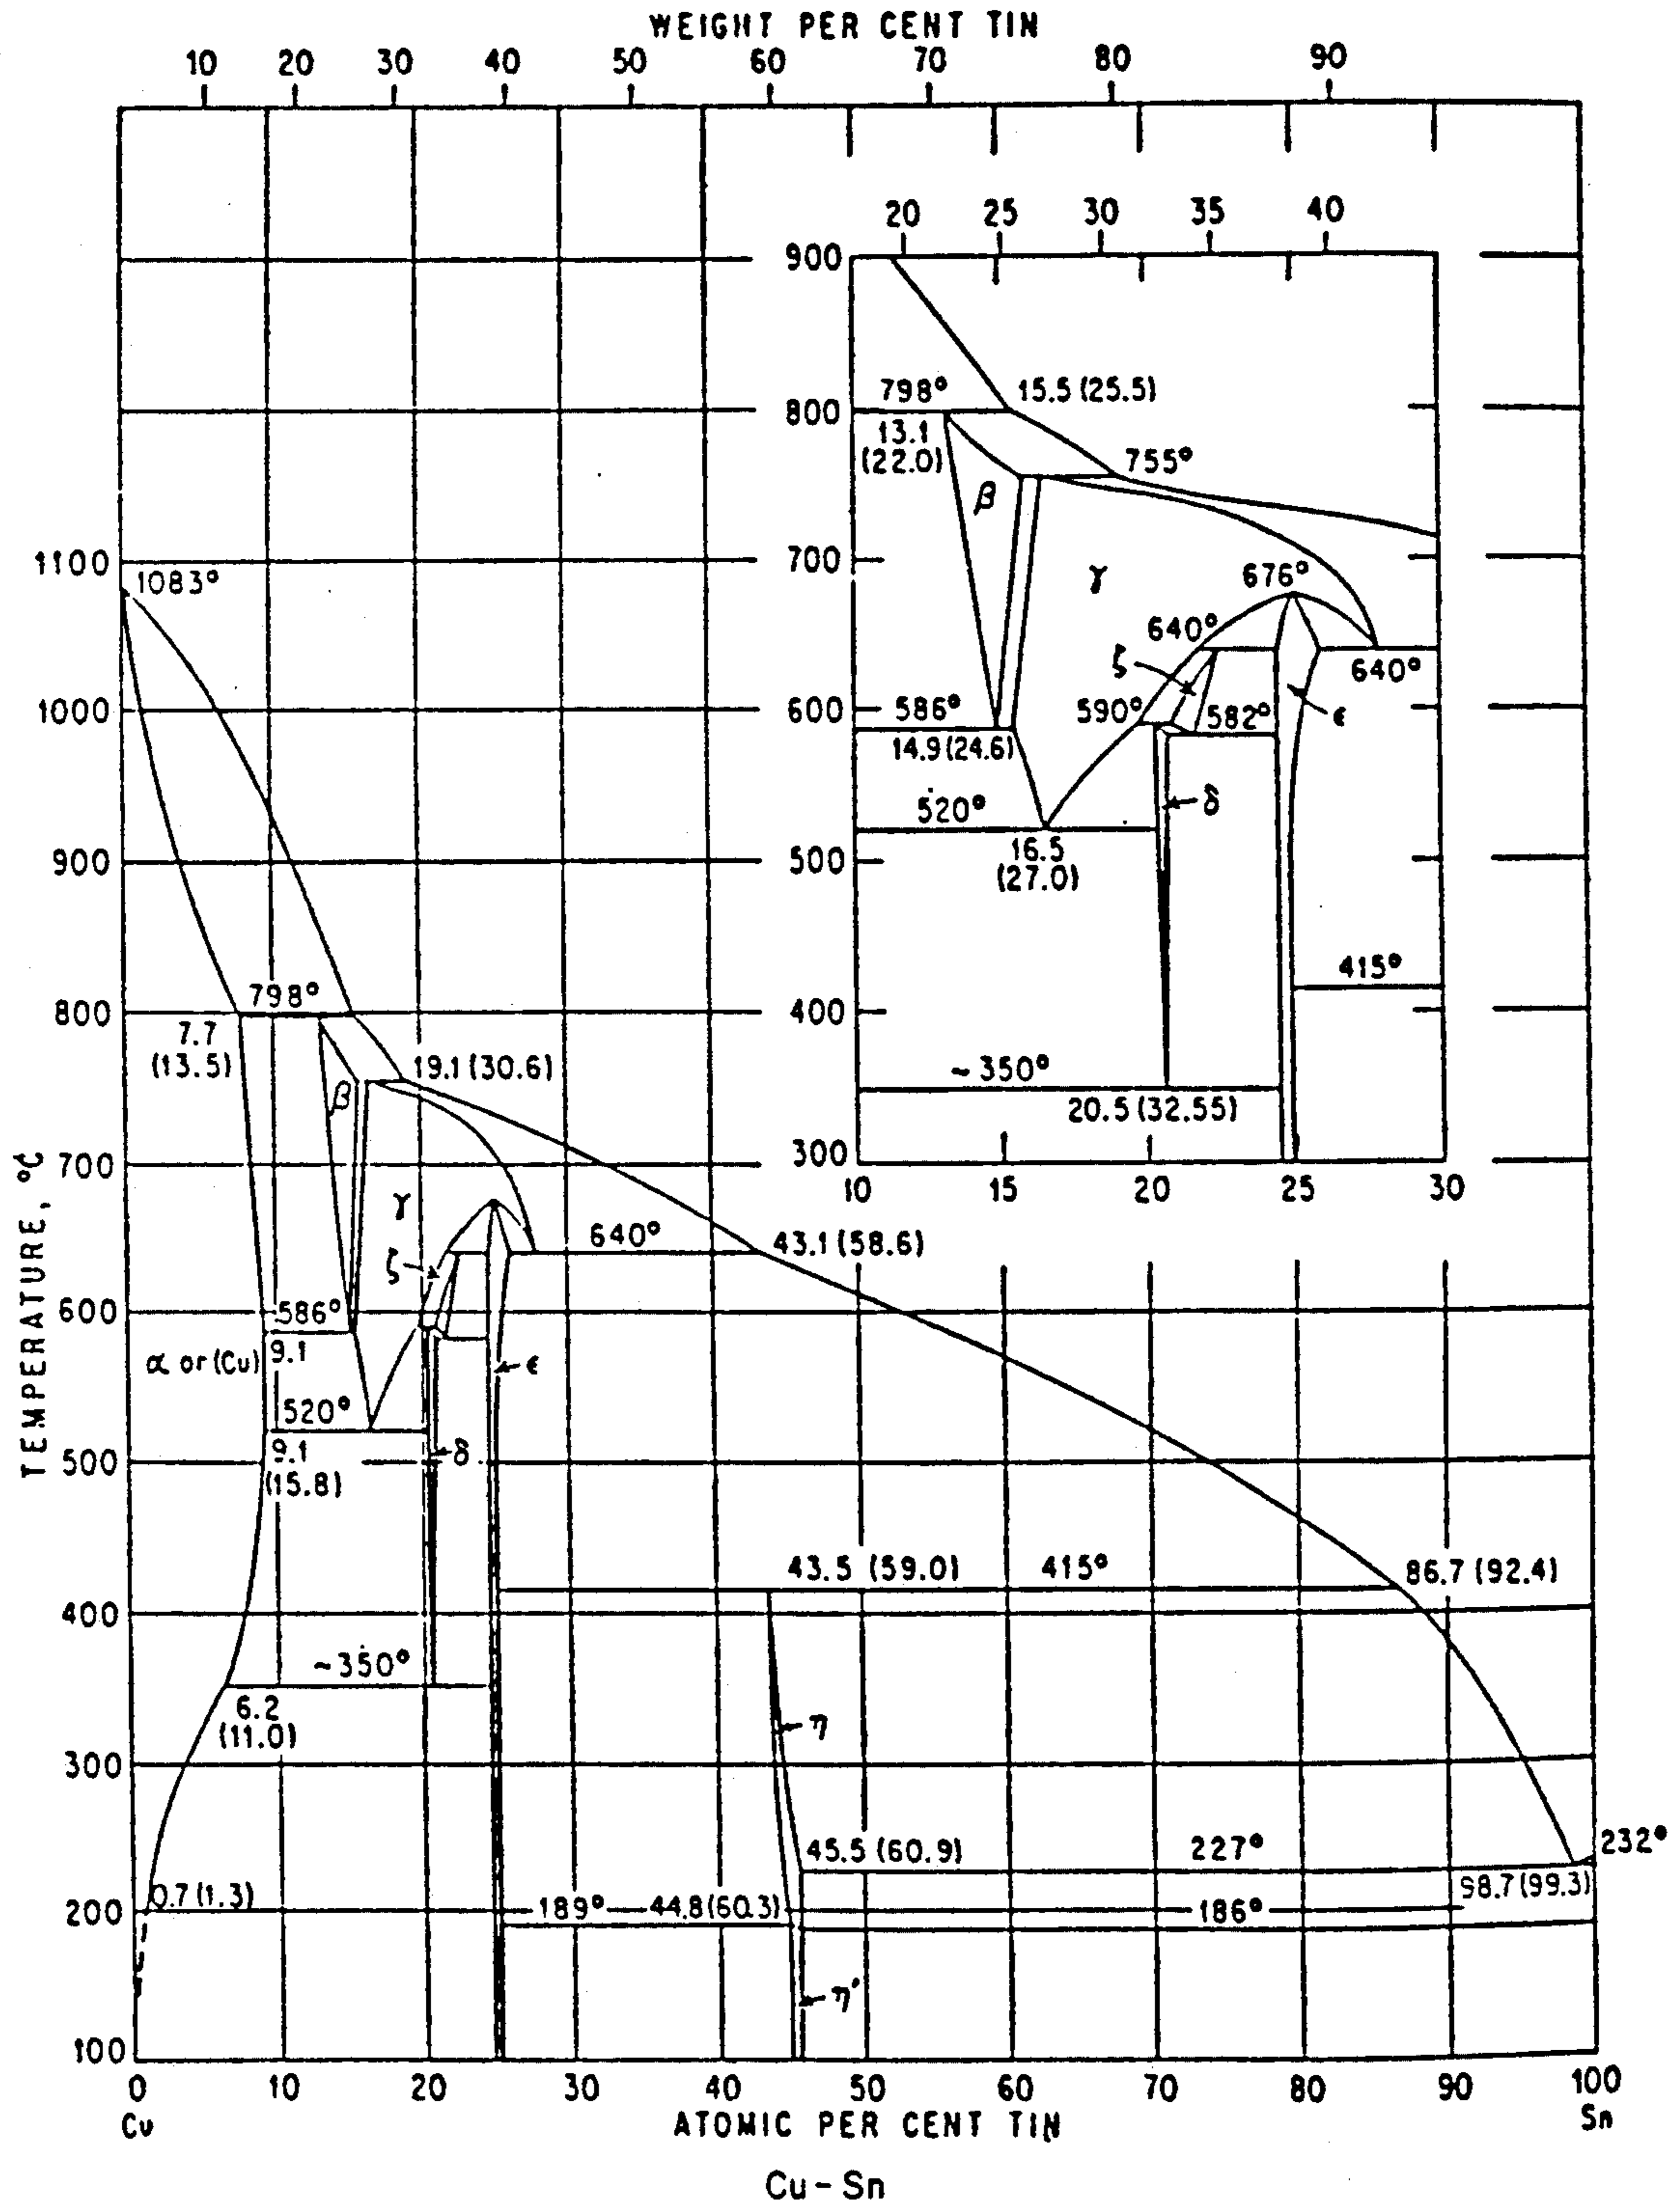 WEIGHT PER CENT TIN
10 20 30 40 50 60 70 80 90
20 25 30 35 40
900
798° 15.5 (25.5)
800
13.1
(22.0)
755°
β
1100
700
γ
676°
1083°
640°
ζ
640°
1000
600
586°
590°
582°
ϵ
14.9 (24.6)
520°
δ
900
500
16.5
(27.0)
415°
800
798°
400
7.7
(13.5)
19.1 (30.6)
~350°
β
20.5 (32.55)
700
300
10 15 20 25 30
γ
640°
43.1 (58.6)
ζ
600
586°
α or (Cu)
9.1
ϵ
520°
500
9.1
(15.8)
δ
43.5 (59.0) 415° 86.7 (92.4)
400
~350°
6.2
(11.0)
η
300
45.5 (60.9) 227° 232°
0.7 (1.3)
98.7 (99.3)
200
189° 44.8 (60.3) 186°
η'
100
0 10 20 30 40 50 60 70 80 90 100
Cu ATOMIC PER CENT TIN Sn
TEMPERATURE, °C
Cu - Sn